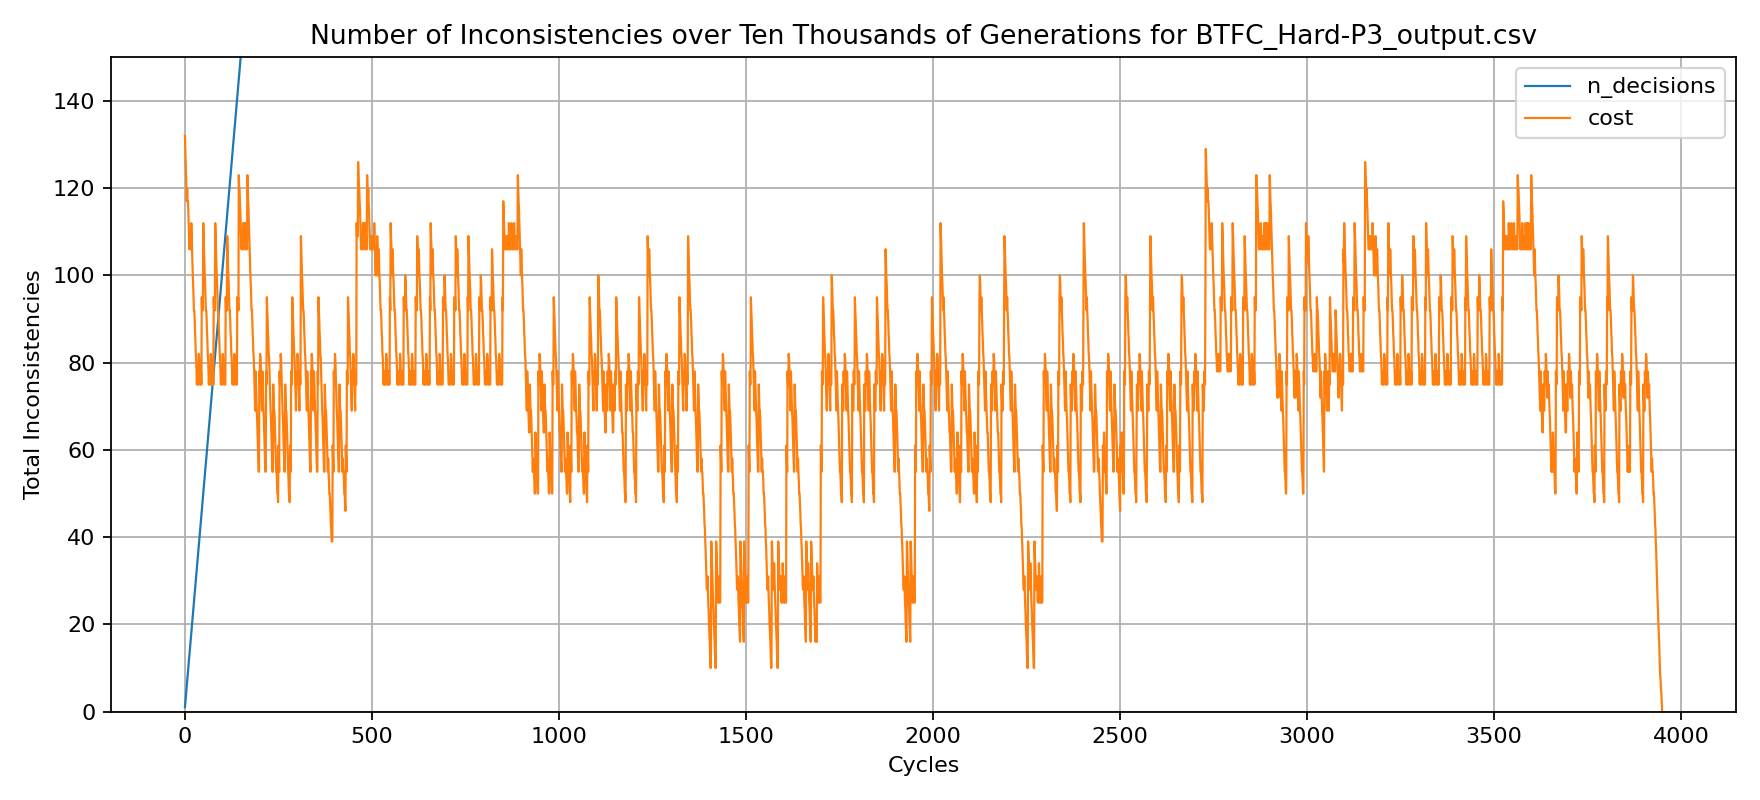 Number of Inconsistencies over Ten Thousands of Generations for BTFC_Hard-P3_output.csv
n_decisions
cost
Total Inconsistencies
140
120
100
80
60
40
20
0
0 500 1000 1500 2000 2500 3000 3500 4000
Cycles